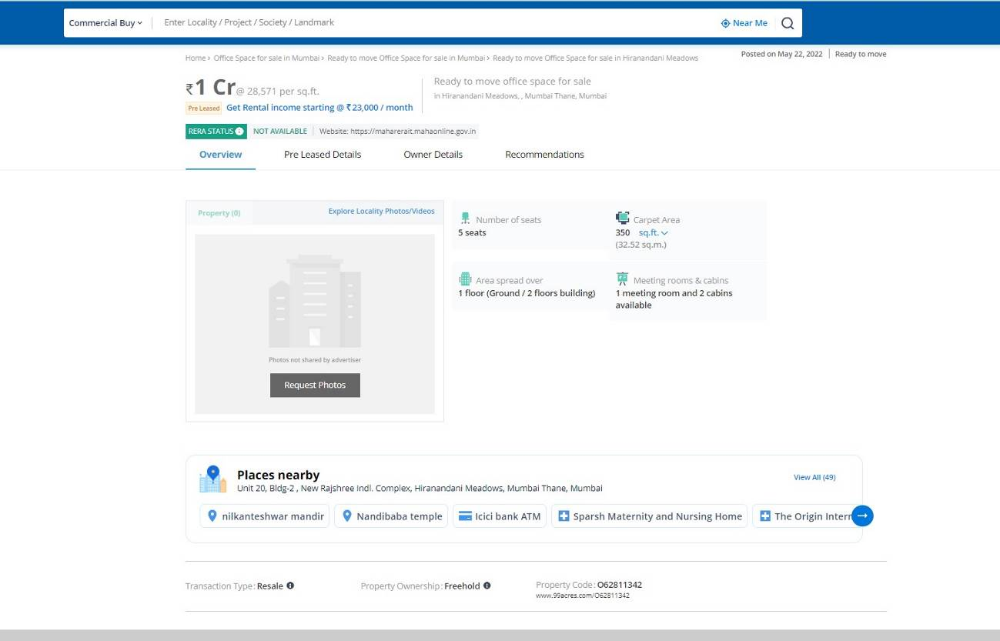 Commercial Buy Enter Locality / Project / Society / Landmark Near Me
Home › Office Space for sale in Mumbai › Ready to move Office Space for sale in Mumbai › Ready to move Office Space for sale in Hiranandani Meadows
Posted on May 22, 2022 Ready to move
₹1 Cr@ 28,571 per sq.ft.
Pre Leased Get Rental income starting @ ₹23,000 / month
Ready to move office space for sale
in Hiranandani Meadows, , Mumbai Thane, Mumbai
RERA STATUS NOT AVAILABLE Website: https://maharerait.mahaonline.gov.in
Overview Pre Leased Details Owner Details Recommendations
Property (0) Explore Locality Photos/Videos
Photos not shared by advertiser
Request Photos
Number of seats
5 seats
Carpet Area
350 sq.ft.
(32.52 sq.m.)
Area spread over
1 floor (Ground / 2 floors building)
Meeting rooms & cabins
1 meeting room and 2 cabins
available
Places nearby
Unit 20, Bldg-2 , New Rajshree Indl. Complex, Hiranandani Meadows, Mumbai Thane, Mumbai
View All (49)
nilkanteshwar mandir Nandibaba temple Icici bank ATM Sparsh Maternity and Nursing Home The Origin Intern
Transaction Type: Resale Property Ownership: Freehold Property Code: O62811342
www.99acres.com/O62811342